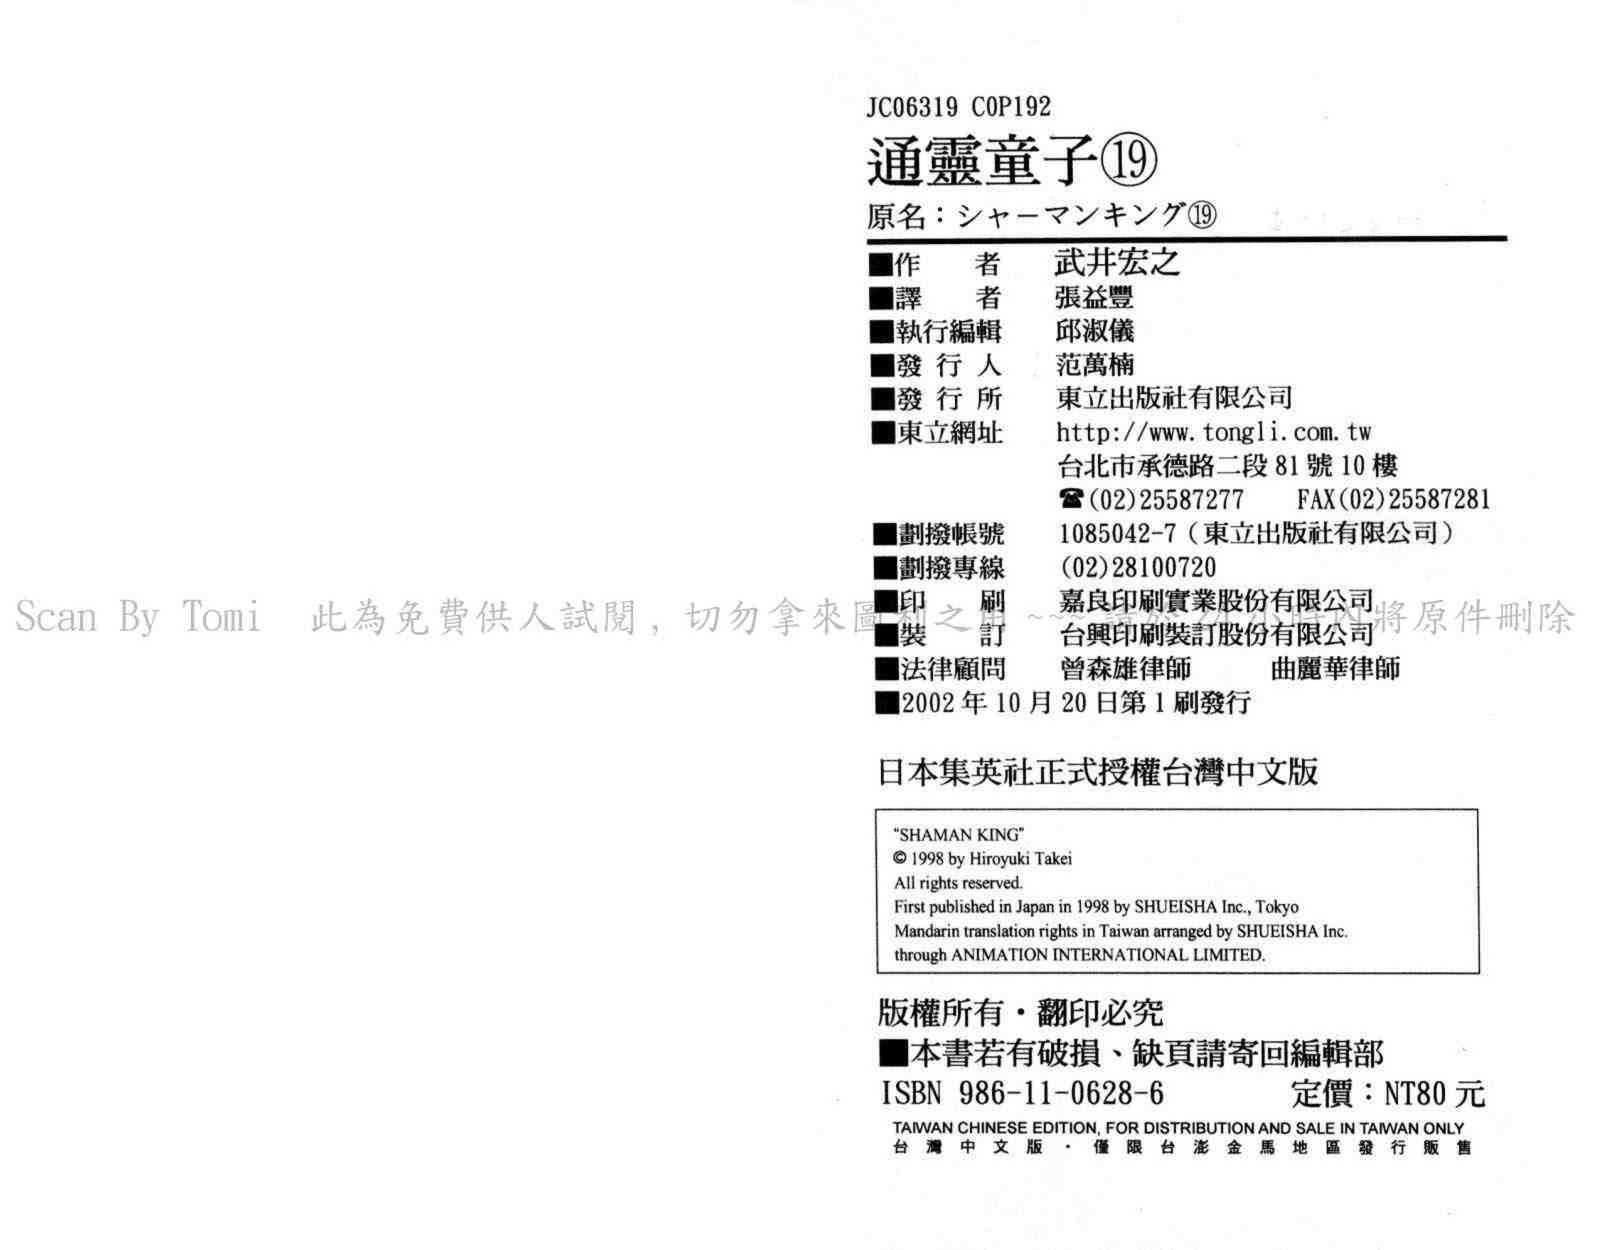 JC06319 COP192
通靈童子⑲
原名：シャーマンキング⑲
■作　　者　武井宏之
■譯　　者　張益豐
■執行編輯　邱淑儀
■發 行 人　范萬楠
■發 行 所　東立出版社有限公司
■東立網址　http://www.tongli.com.tw
台北市承德路二段81號10樓
☎(02)25587277　FAX(02)25587281
■劃撥帳號　1085042-7（東立出版社有限公司）
■劃撥專線　(02)28100720
Scan By Tomi　此為免費供人試閱，切勿拿來圖利之用~~~請於24小時內將原件刪除
■印　　刷　嘉良印刷實業股份有限公司
■裝　　訂　台興印刷裝訂股份有限公司
■法律顧問　曾森雄律師　曲麗華律師
■2002年10月20日第1刷發行
日本集英社正式授權台灣中文版
"SHAMAN KING"
© 1998 by Hiroyuki Takei
All rights reserved.
First published in Japan in 1998 by SHUEISHA Inc., Tokyo
Mandarin translation rights in Taiwan arranged by SHUEISHA Inc.
through ANIMATION INTERNATIONAL LIMITED.
版權所有・翻印必究
■本書若有破損、缺頁請寄回編輯部
ISBN 986-11-0628-6　定價：NT80元
TAIWAN CHINESE EDITION, FOR DISTRIBUTION AND SALE IN TAIWAN ONLY
台灣中文版・僅限台澎金馬地區發行販售